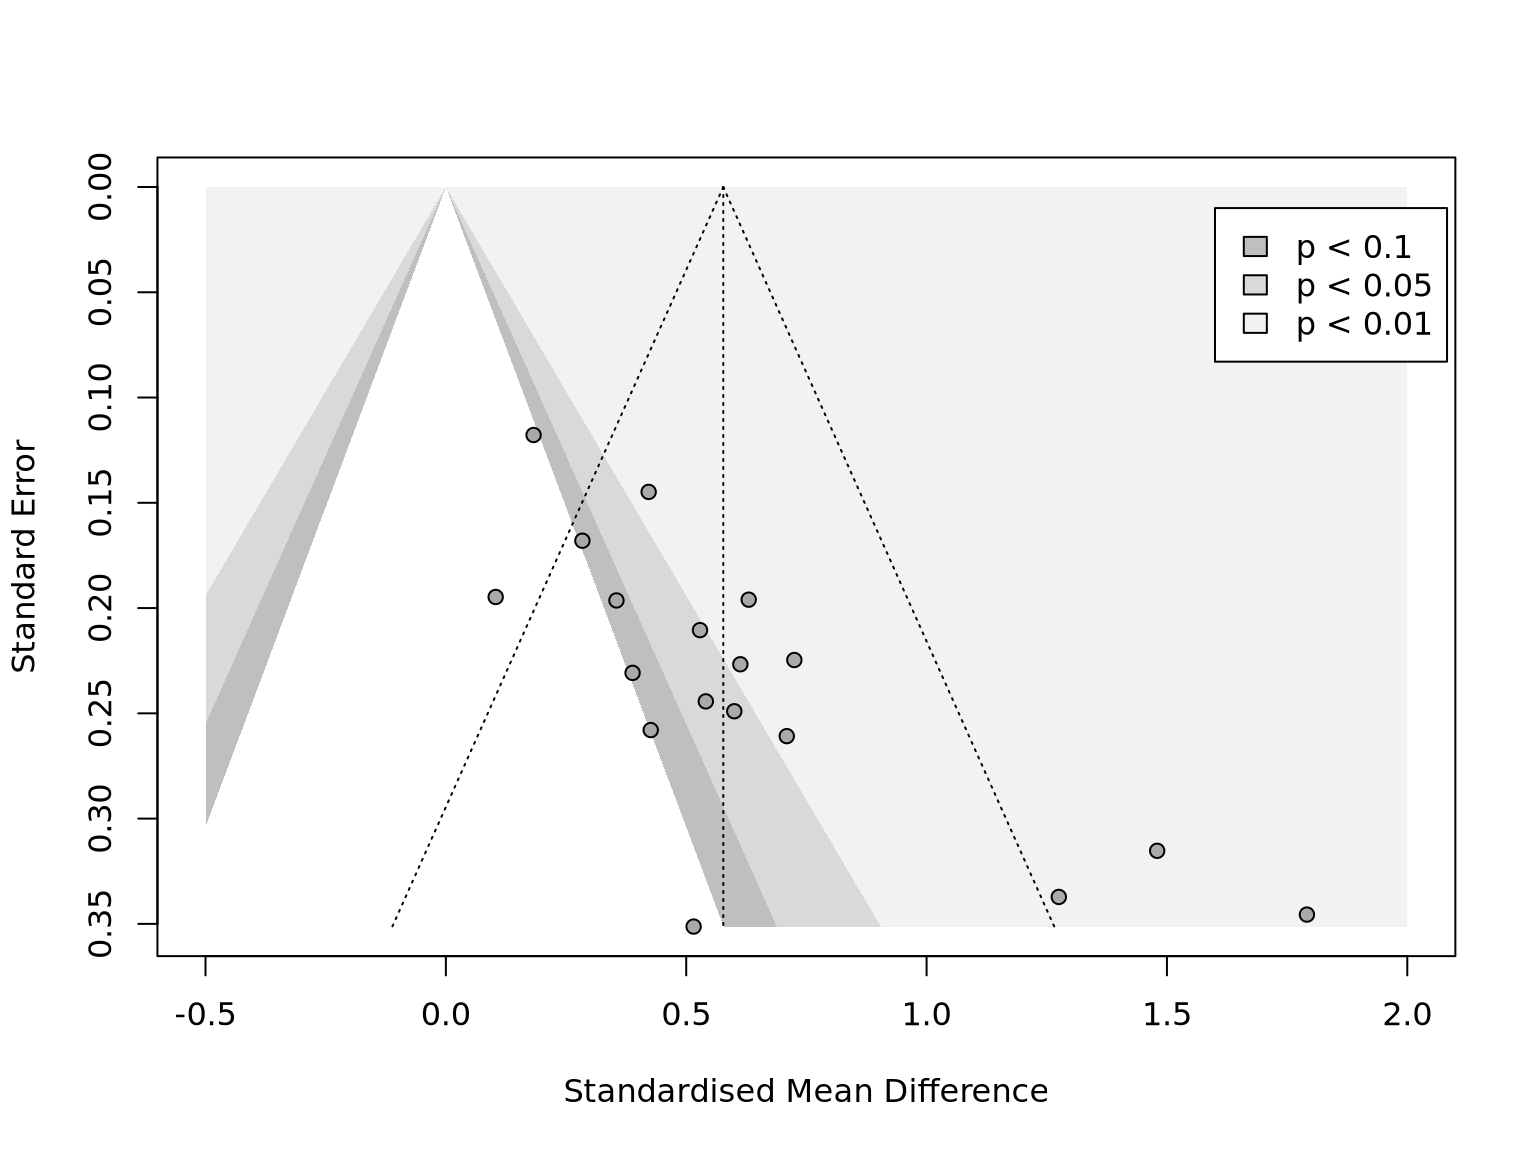 0.00
0.05
0.10
0.15
0.20
0.25
0.30
0.35
Standard Error
p < 0.1
p < 0.05
p < 0.01
-0.5 0.0 0.5 1.0 1.5 2.0
Standardised Mean Difference